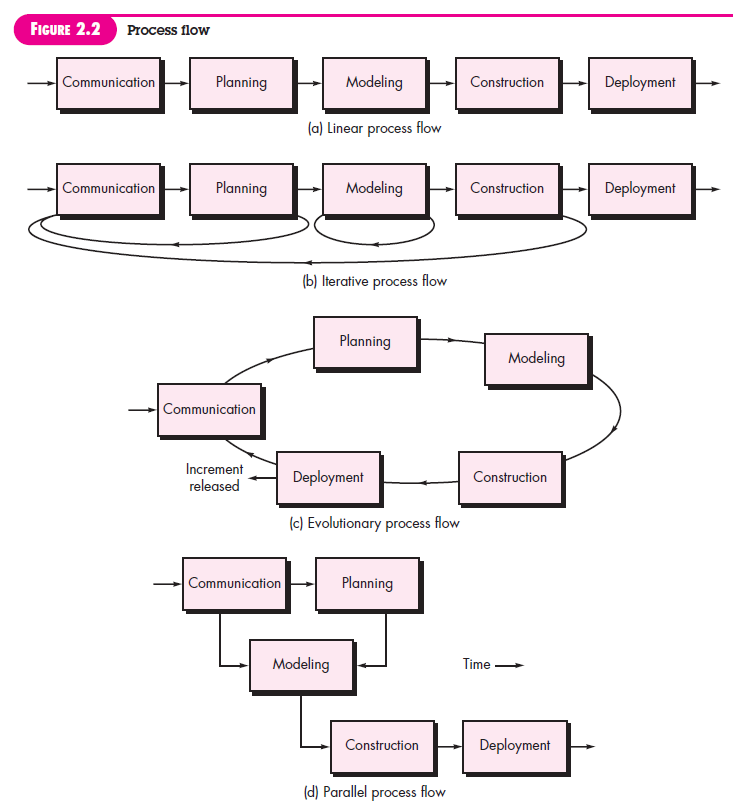 FIGURE 2.2 Process flow
Communication Planning Modeling Construction Deployment
(a) Linear process flow
Communication Planning Modeling Construction Deployment
(b) Iterative process flow
Planning
Modeling
Communication
Increment
released
Deployment
Construction
(c) Evolutionary process flow
Communication Planning
Modeling
Time
Construction Deployment
(d) Parallel process flow